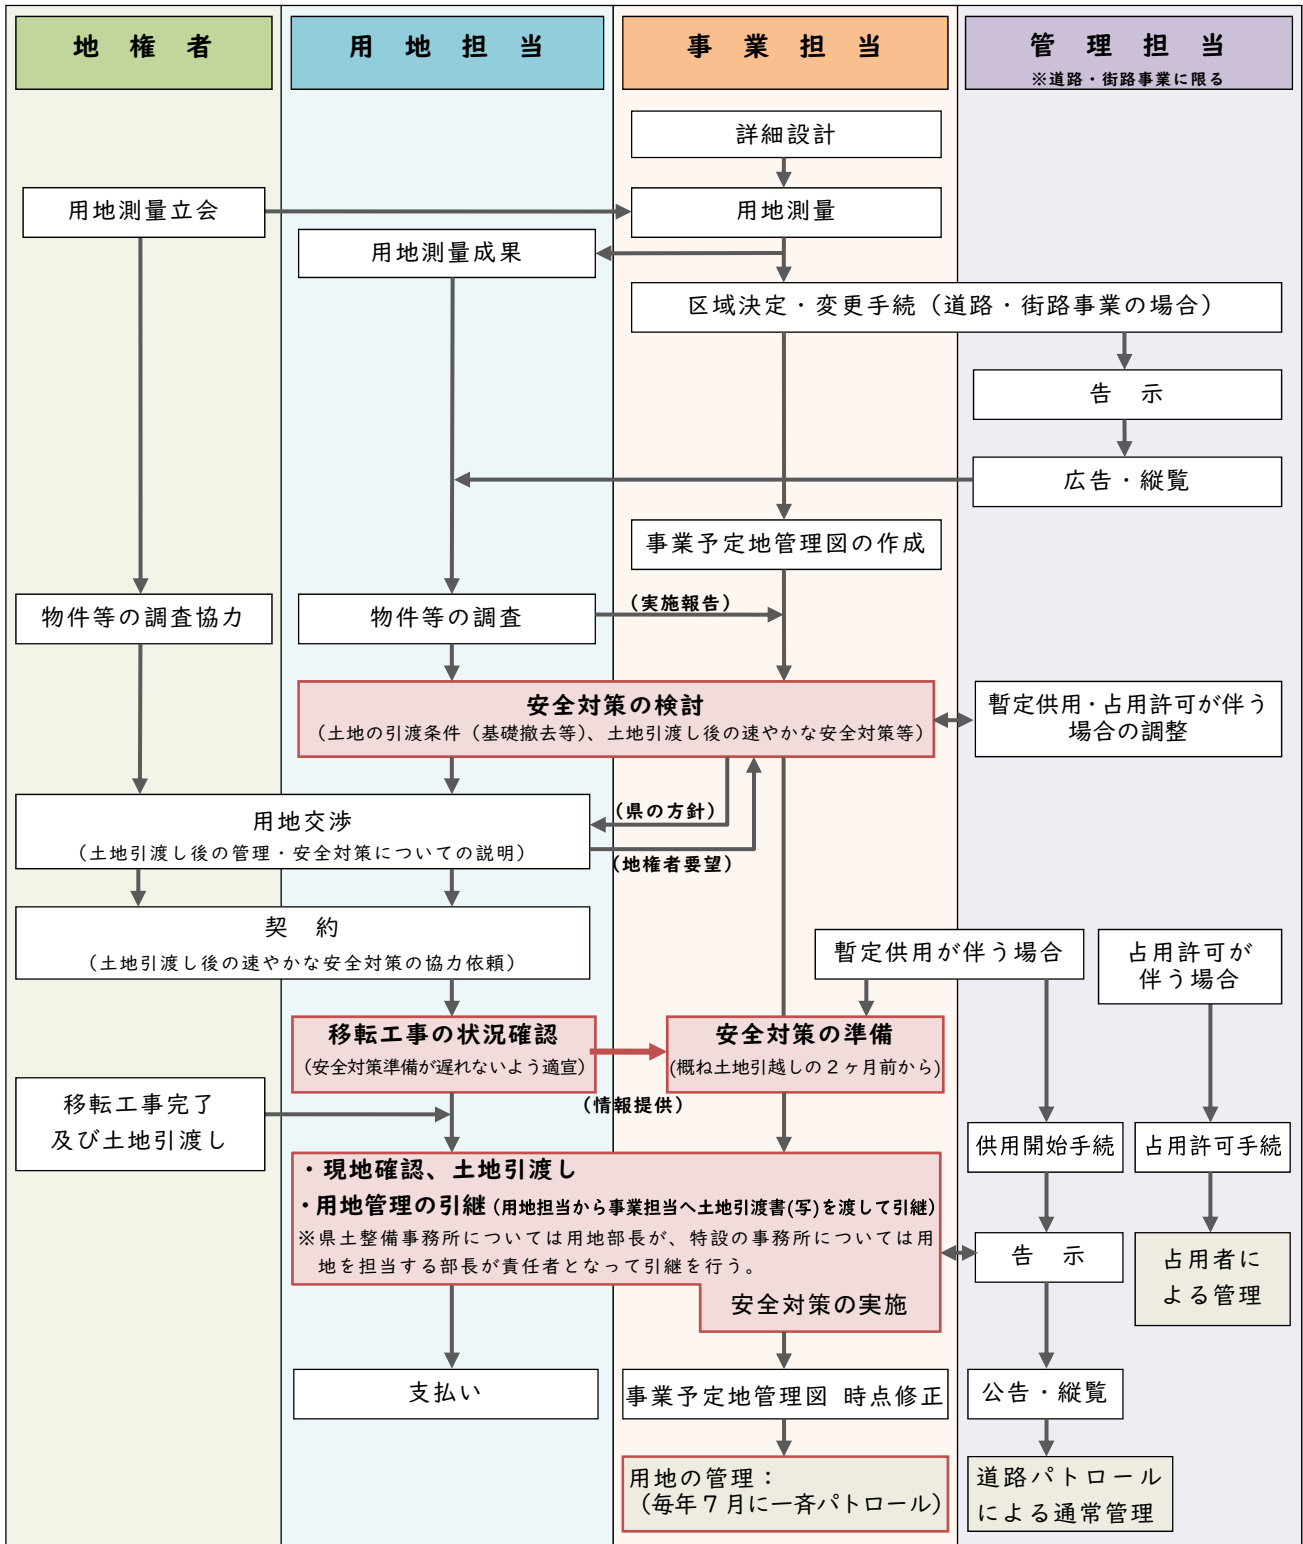 地　権　者
用　地　担　当
事　業　担　当
管　理　担　当
※道路・街路事業に限る
詳細設計
用地測量立会
用地測量
用地測量成果
区域決定・変更手続（道路・街路事業の場合）
告　示
広告・縦覧
事業予定地管理図の作成
物件等の調査協力
物件等の調査
（実施報告）
安全対策の検討
（土地の引渡条件（基礎撤去等）、土地引渡し後の速やかな安全対策等）
暫定供用・占用許可が伴う
場合の調整
用地交渉
（土地引渡し後の管理・安全対策についての説明）
（県の方針）
（地権者要望）
契　約
（土地引渡し後の速やかな安全対策の協力依頼）
暫定供用が伴う場合
占用許可が
伴う場合
移転工事の状況確認
（安全対策準備が遅れないよう適宣）
安全対策の準備
（概ね土地引越しの２ヶ月前から）
（情報提供）
移転工事完了
及び土地引渡し
供用開始手続
占用許可手続
・現地確認、土地引渡し
・用地管理の引継（用地担当から事業担当へ土地引渡書(写)を渡して引継）
※県土整備事務所については用地部長が、特設の事務所については用
地を担当する部長が責任者となって引継を行う。
安全対策の実施
告　示
占用者に
よる管理
支払い
事業予定地管理図 時点修正
公告・縦覧
用地の管理：
（毎年７月に一斉パトロール）
道路パトロール
による通常管理